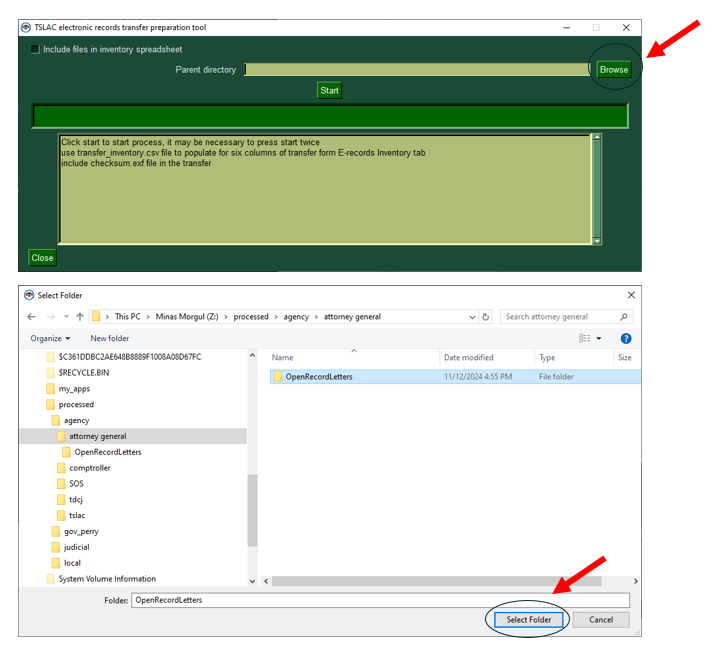 TSLAC electronic records transfer preparation tool
Include files in inventory spreadsheet
Parent directory
Browse
Start
Click start to start process, it may be necessary to press start twice
use transfer_inventory.csv file to populate for six columns of transfer form E-records Inventory tab
include checksum.exf file in the transfer
Close
Select Folder
This PC > Minas Morgul (Z:) > processed > agency > attorney general
Search attorney general
Organize
New folder
$C361DDBC2AE648B8889F1008A08D67FC
$RECYCLE.BIN
my_apps
processed
agency
attorney general
OpenRecordLetters
comptroller
SOS
tdcj
tslac
gov_perry
judicial
local
System Volume Information
Name Date modified Type Size
OpenRecordLetters 11/12/2024 4:55 PM File folder
Folder: OpenRecordLetters
Select Folder Cancel